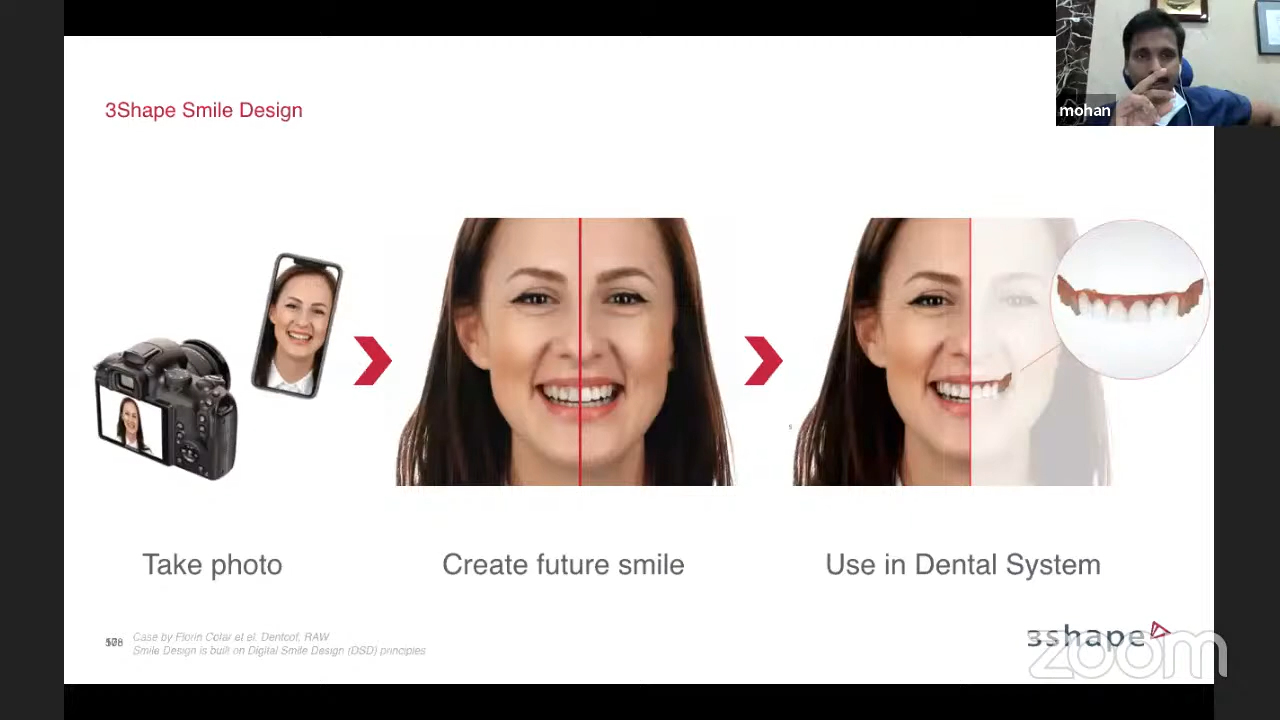 3Shape Smile Design
mohan
Take photo
Create future smile
Use in Dental System
Case by Florin Cofar et el. Dentcof, RAW
Smile Design is built on Digital Smile Design (DSD) principles
3shape
zoom